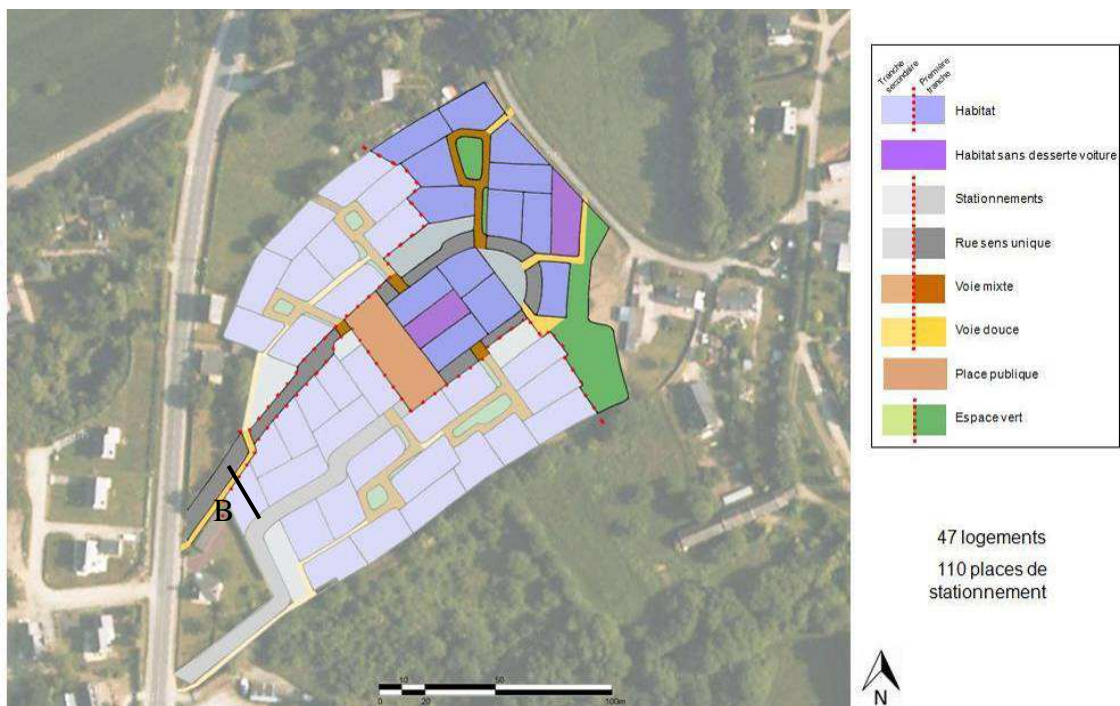 Tranche
secondaire
Première
tranche
Habitat
Habitat sans desserte voiture
Stationnements
Rue sens unique
Voie mixte
Voie douce
Place publique
Espace vert
B
47 logements
110 places de
stationnement
10 50
0 20 100m
N